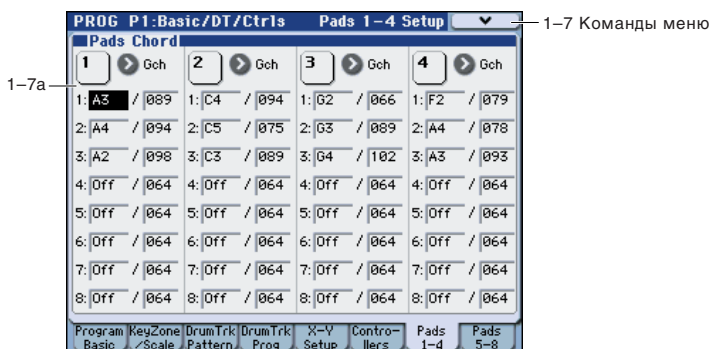 PROG P1:Basic/DT/Ctrls Pads 1-4 Setup
1–7 Команды меню
Pads Chord
1 Gch 2 Gch 3 Gch 4 Gch
1–7a
1: A3 / 089 1: C4 / 094 1: G2 / 066 1: F2 / 079
2: A4 / 094 2: C5 / 075 2: G3 / 089 2: A4 / 078
3: A2 / 098 3: C3 / 089 3: G4 / 102 3: A3 / 093
4: Off / 064 4: Off / 064 4: Off / 064 4: Off / 064
5: Off / 064 5: Off / 064 5: Off / 064 5: Off / 064
6: Off / 064 6: Off / 064 6: Off / 064 6: Off / 064
7: Off / 064 7: Off / 064 7: Off / 064 7: Off / 064
8: Off / 064 8: Off / 064 8: Off / 064 8: Off / 064
Program KeyZone DrumTrk DrumTrk X-Y Contro- Pads Pads
Basic /Scale Pattern Prog Setup llers 1-4 5-8